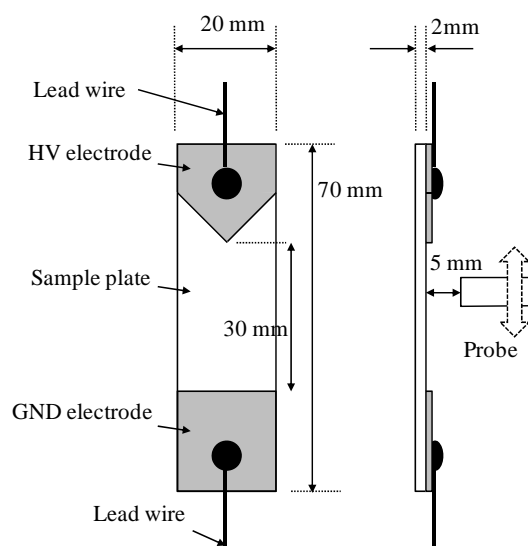 20 mm
2mm
Lead wire
HV electrode
70 mm
5 mm
Sample plate
30 mm
Probe
GND electrode
Lead wire